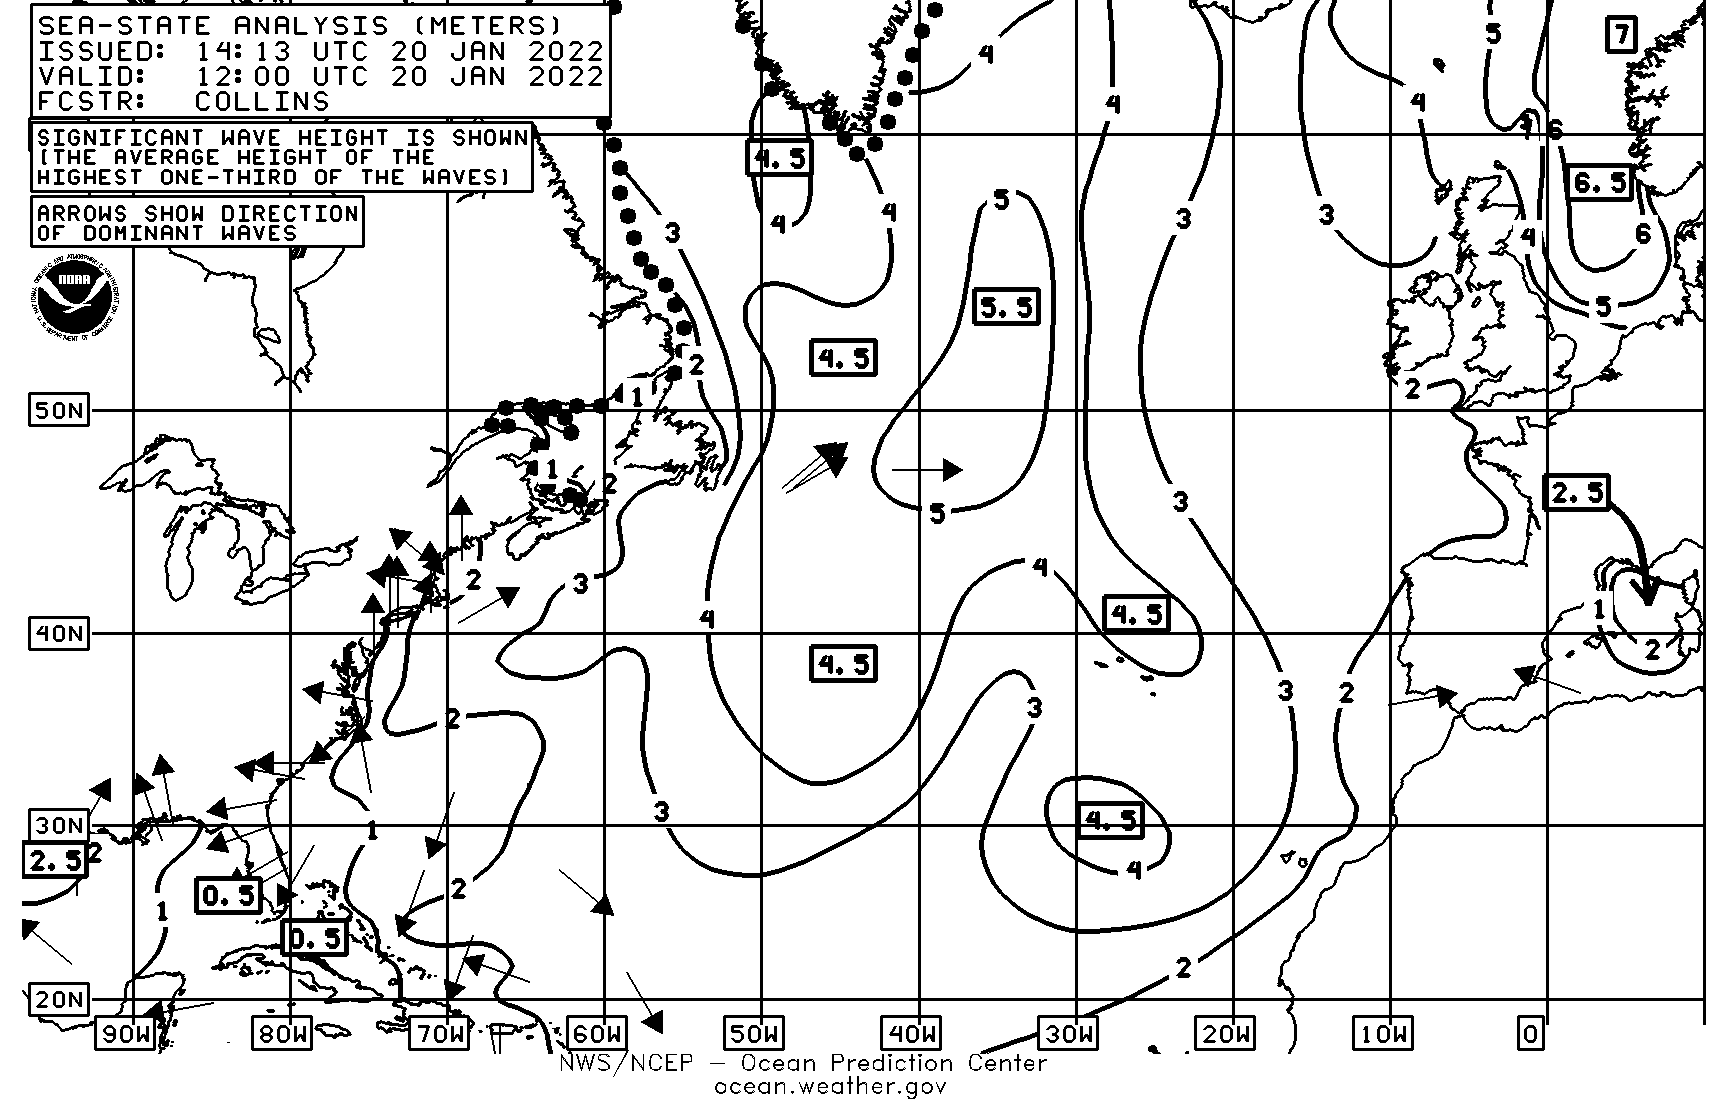 SEA-STATE ANALYSIS (METERS)
ISSUED: 14:13 UTC 20 JAN 2022
VALID: 12:00 UTC 20 JAN 2022
FCSTR: COLLINS
SIGNIFICANT WAVE HEIGHT IS SHOWN
(THE AVERAGE HEIGHT OF THE
HIGHEST ONE-THIRD OF THE WAVES)
ARROWS SHOW DIRECTION
OF DOMINANT WAVES
NOAA
5
7
4
4
4
6
4.5
6.5
5
3
4
4
3
3
4
6
5.5
5
4.5
2
2
1
50N
1
2
3
2.5
5
1
2
3
4
4.5
1
4
40N
2
4.5
3
2
3
2
3
4.5
1
30N
2.5
2
4
2
0.5
1
0.5
2
20N
90W
80W
70W
60W
50W
40W
30W
20W
10W
0
NWS/NCEP – Ocean Prediction Center
ocean.weather.gov